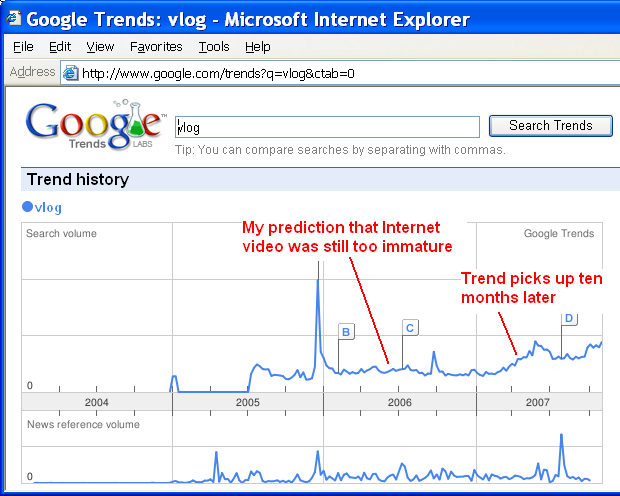 Google Trends: vlog - Microsoft Internet Explorer
File Edit View Favorites Tools Help
Address http://www.google.com/trends?q=vlog&ctab=0
Google™
Trends LABS
vlog
Search Trends
Tip: You can compare searches by separating with commas.
Trend history
vlog
My prediction that Internet
video was still too immature
Search volume
Google Trends
Trend picks up ten
months later
B
C
D
0
2004 2005 2006 2007
News reference volume
0